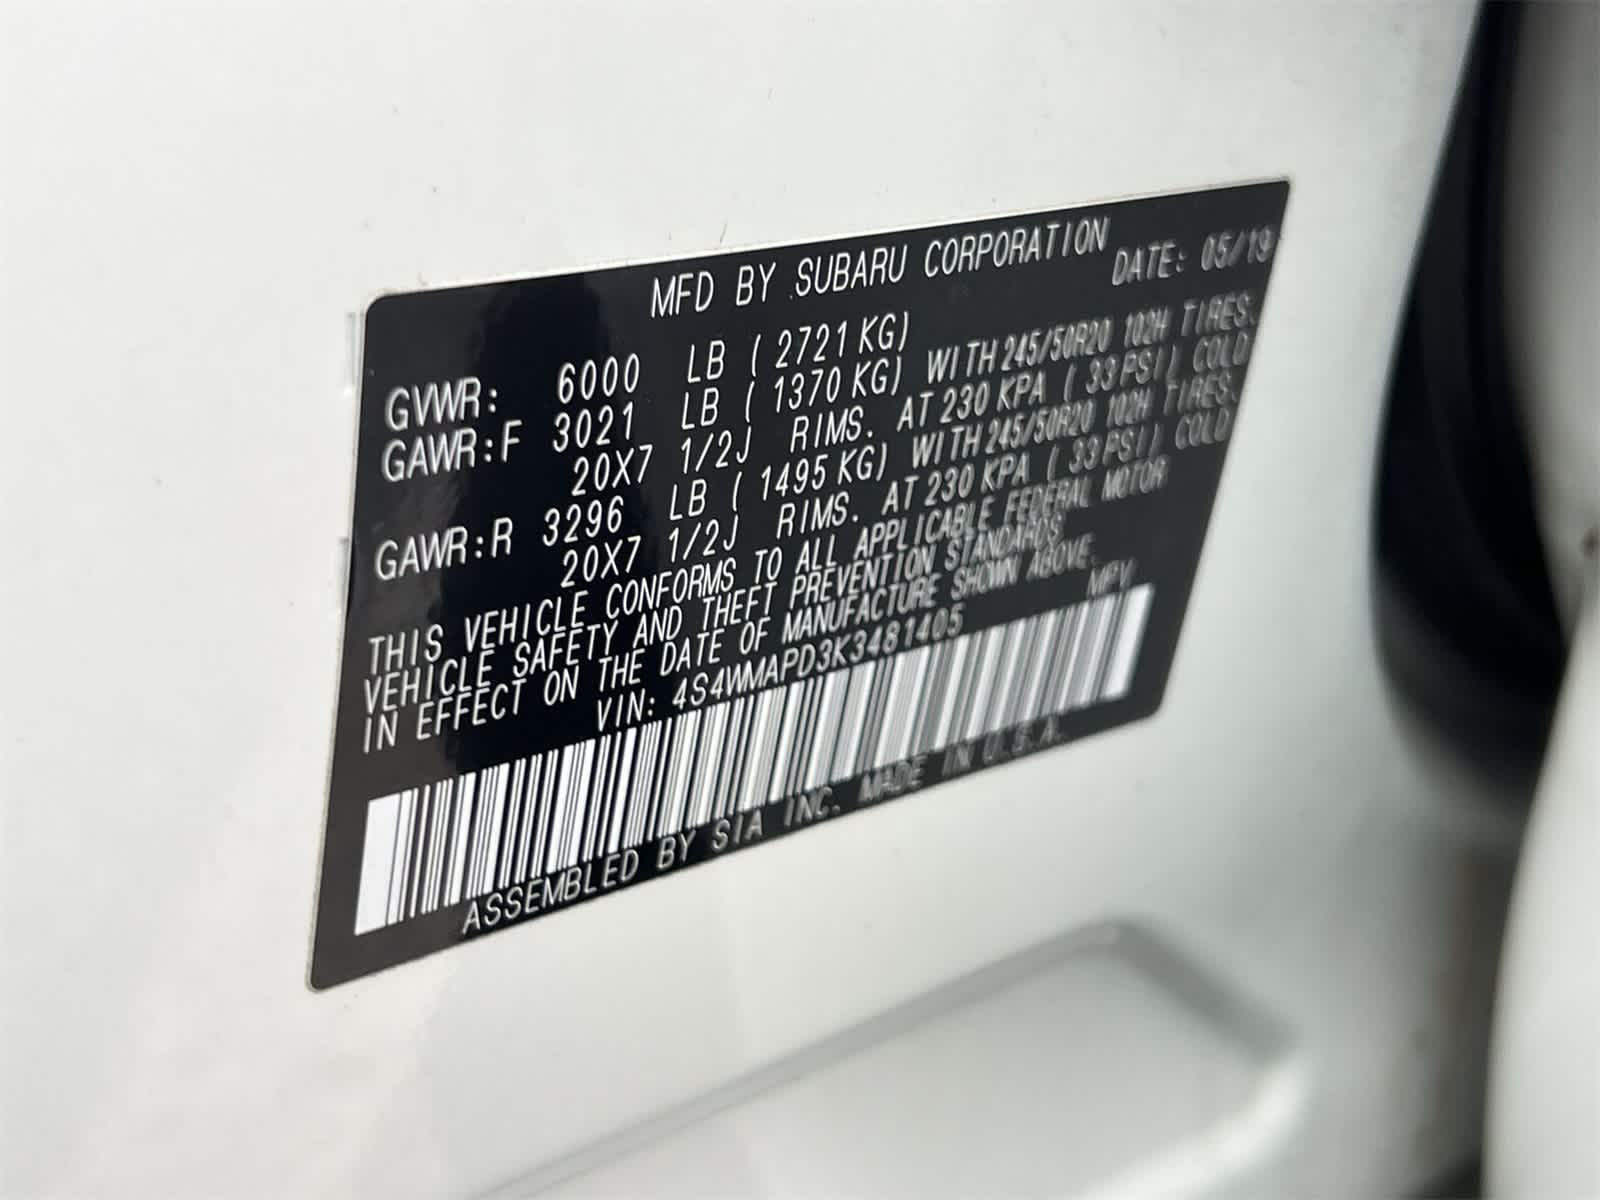 MFD BY SUBARU CORPORATION
DATE: 05/19
GVWR: 6000 LB ( 2721 KG)
GAWR:F 3021 LB ( 1370 KG) WITH 245/50R20 102H TIRES.
20X7 1/2J RIMS. AT 230 KPA ( 33 PSI) COLD
GAWR:R 3296 LB ( 1495 KG) WITH 245/50R20 102H TIRES.
20X7 1/2J RIMS. AT 230 KPA ( 33 PSI) COLD
THIS VEHICLE CONFORMS TO ALL APPLICABLE FEDERAL MOTOR
VEHICLE SAFETY AND THEFT PREVENTION STANDARDS
IN EFFECT ON THE DATE OF MANUFACTURE SHOWN ABOVE.
VIN: 4S4WMAPD3K3481405 MPV
ASSEMBLED BY SIA INC. MADE IN U.S.A.